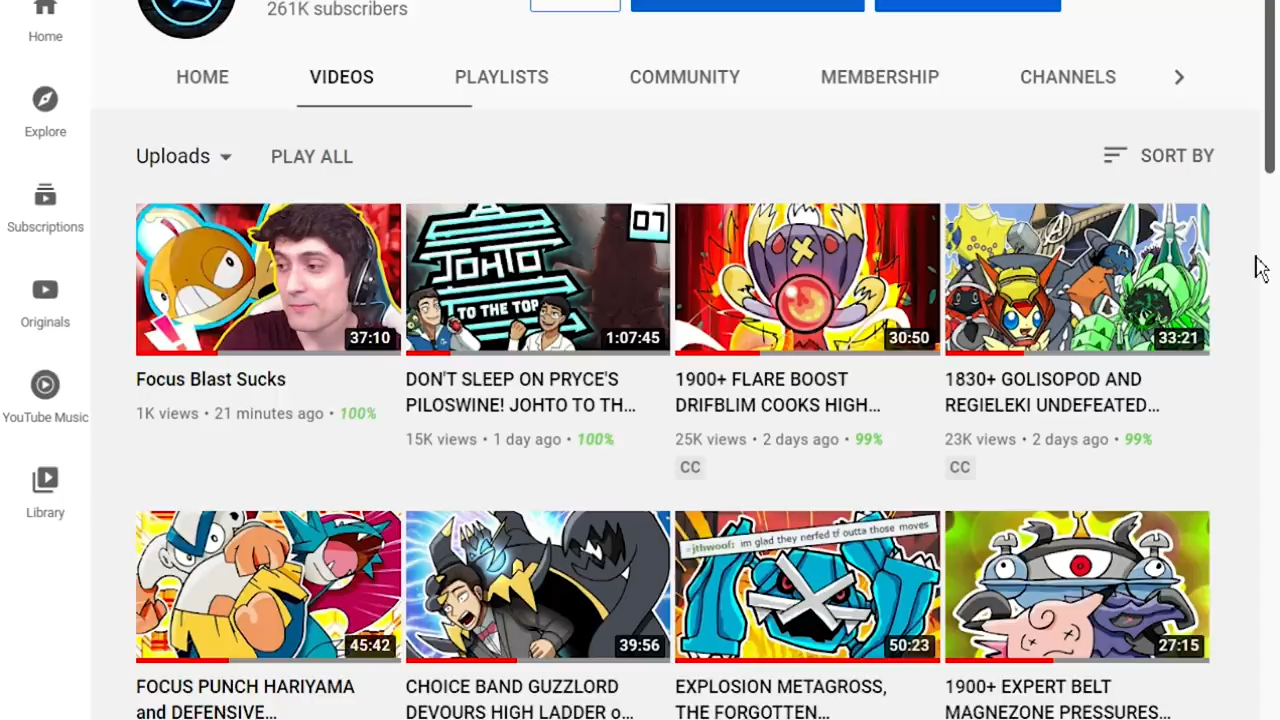 261K subscribers
Home
HOME
VIDEOS
PLAYLISTS
COMMUNITY
MEMBERSHIP
CHANNELS
Explore
Uploads
PLAY ALL
SORT BY
Subscriptions
Originals
YouTube Music
Library
37:10
Focus Blast Sucks
1K views • 21 minutes ago • 100%
07
JOHTO
TO THE TOP
1:07:45
DON'T SLEEP ON PRYCE'S
PILOSWINE! JOHTO TO TH...
15K views • 1 day ago • 100%
30:50
1900+ FLARE BOOST
DRIFBLIM COOKS HIGH...
25K views • 2 days ago • 99%
CC
33:21
1830+ GOLISOPOD AND
REGIELEKI UNDEFEATED...
23K views • 2 days ago • 99%
CC
45:42
FOCUS PUNCH HARIYAMA
and DEFENSIVE...
39:56
CHOICE BAND GUZZLORD
DEVOURS HIGH LADDER o...
jthwoof: im glad they nerfed tf outta those moves
50:23
EXPLOSION METAGROSS,
THE FORGOTTEN...
27:15
1900+ EXPERT BELT
MAGNEZONE PRESSURES...